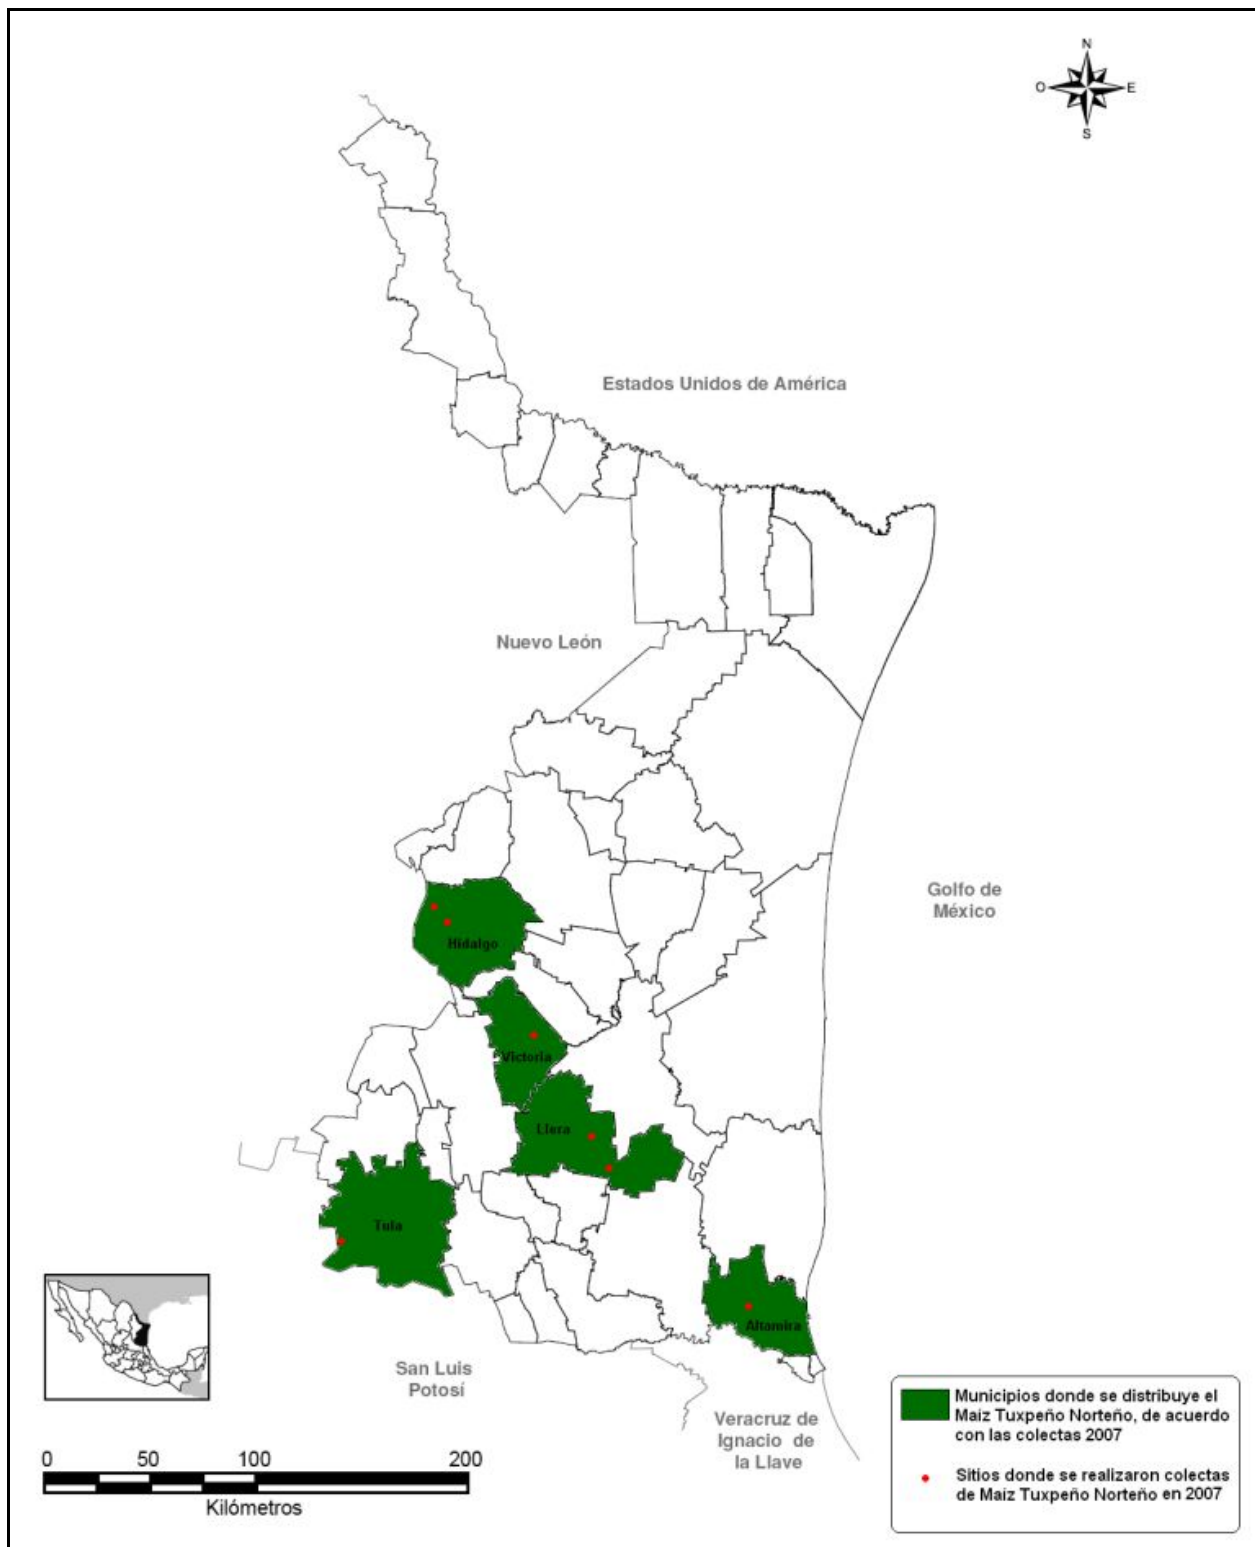 N
O
E
S
Estados Unidos de América
Nuevo León
Golfo de
México
Hidalgo
Victoria
Llera
Tula
Altamira
San Luis
Potosí
Veracruz de
Ignacio de
la Llave
0 50 100 200
Kilómetros
Municipios donde se distribuye el
Maiz Tuxpeño Norteño, de acuerdo
con las colectas 2007
Sitios donde se realizaron colectas
de Maiz Tuxpeño Norteño en 2007